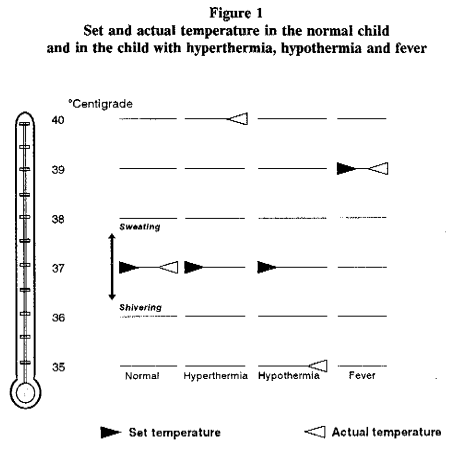 Figure 1
Set and actual temperature in the normal child
and in the child with hyperthermia, hypothermia and fever
°Centigrade
40
39
38
Sweating
37
Shivering
36
35
Normal Hyperthermia Hypothermia Fever
Set temperature Actual temperature